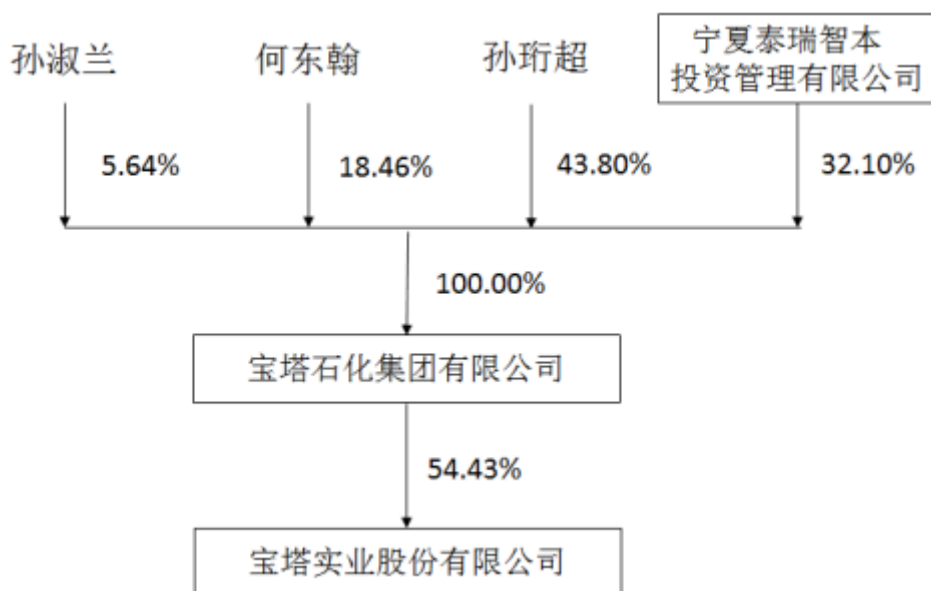 孙淑兰
何东翰
孙珩超
宁夏泰瑞智本
投资管理有限公司
5.64%
18.46%
43.80%
32.10%
100.00%
宝塔石化集团有限公司
54.43%
宝塔实业股份有限公司